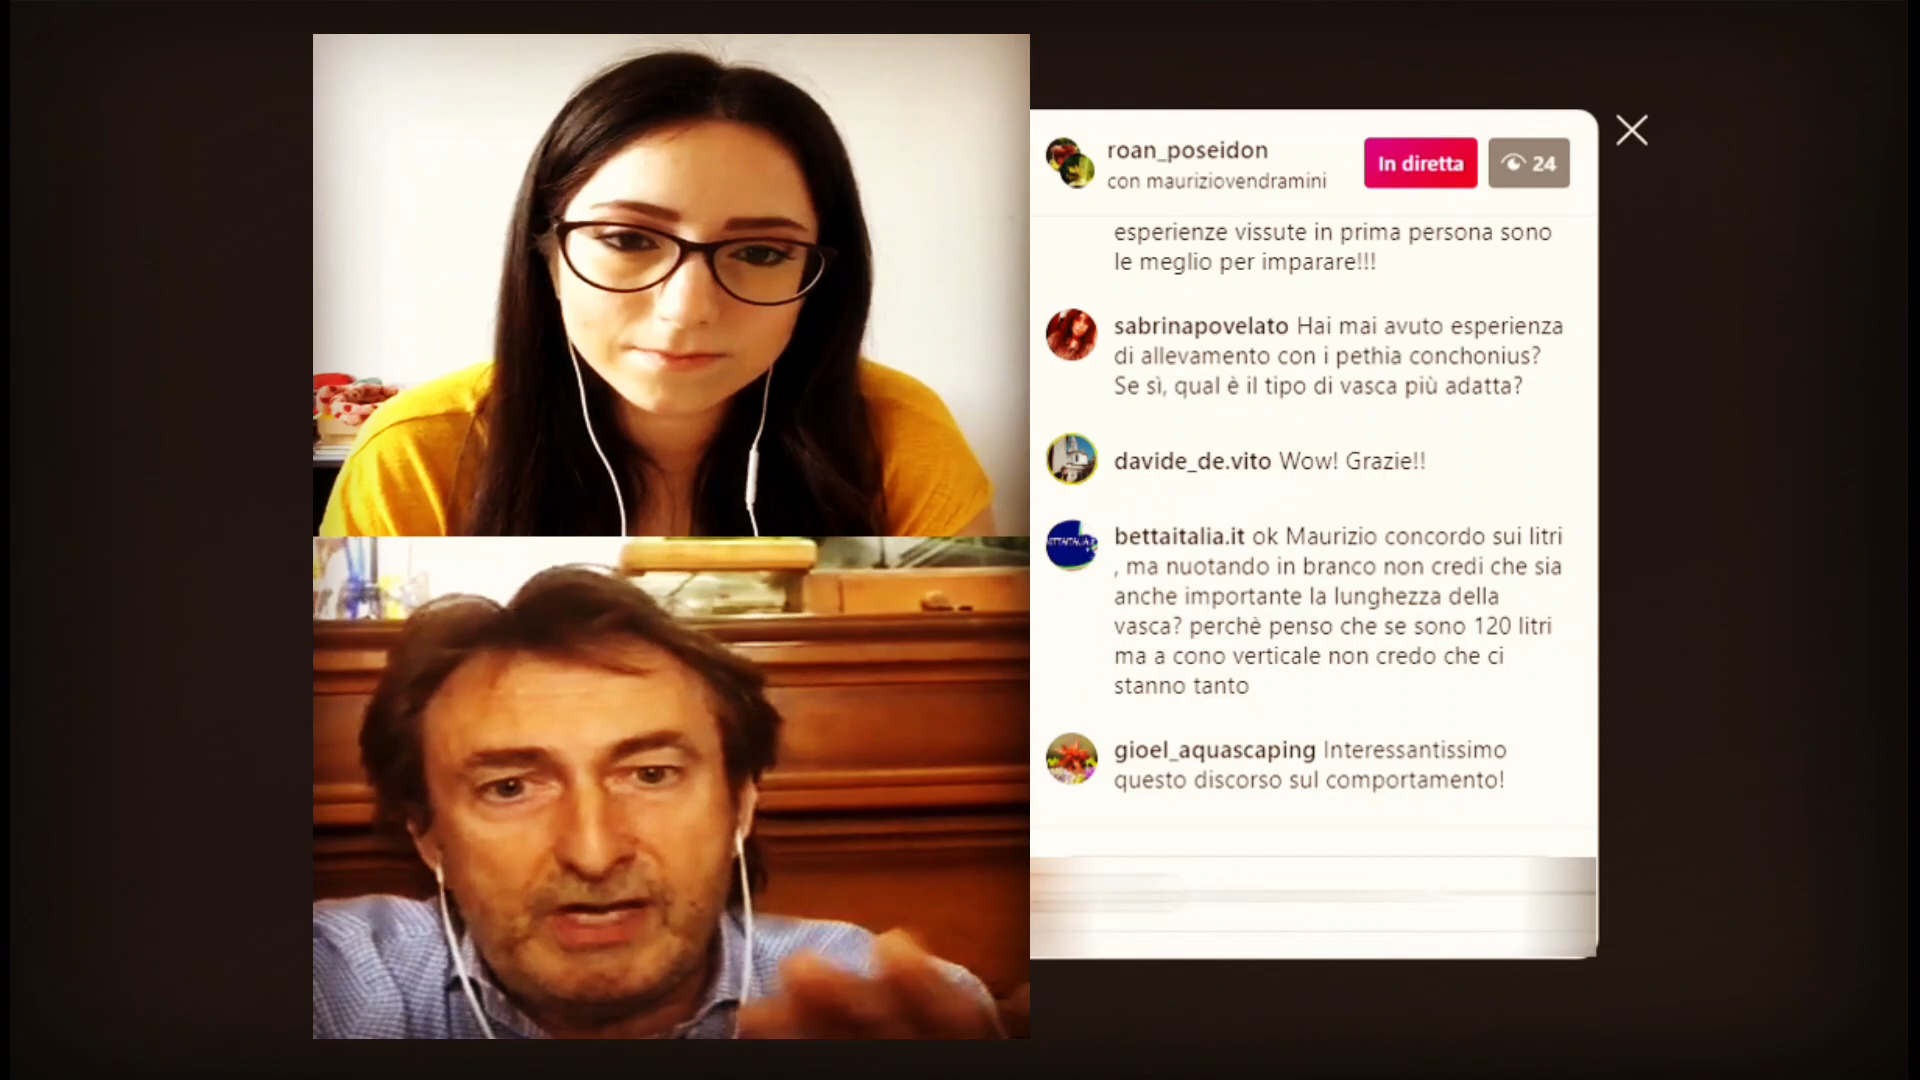 roan_poseidon
con mauriziovendramini
In diretta
24
esperienze vissute in prima persona sono
le meglio per imparare!!!
sabrinapovelato Hai mai avuto esperienza
di allevamento con i pethia conchonius?
Se sì, qual è il tipo di vasca più adatta?
davide_de.vito Wow! Grazie!!
BETTAITALIA.IT
bettaitalia.it ok Maurizio concordo sui litri
, ma nuotando in branco non credi che sia
anche importante la lunghezza della
vasca? perchè penso che se sono 120 litri
ma a cono verticale non credo che ci
stanno tanto
gioel_aquascaping Interessantissimo
questo discorso sul comportamento!